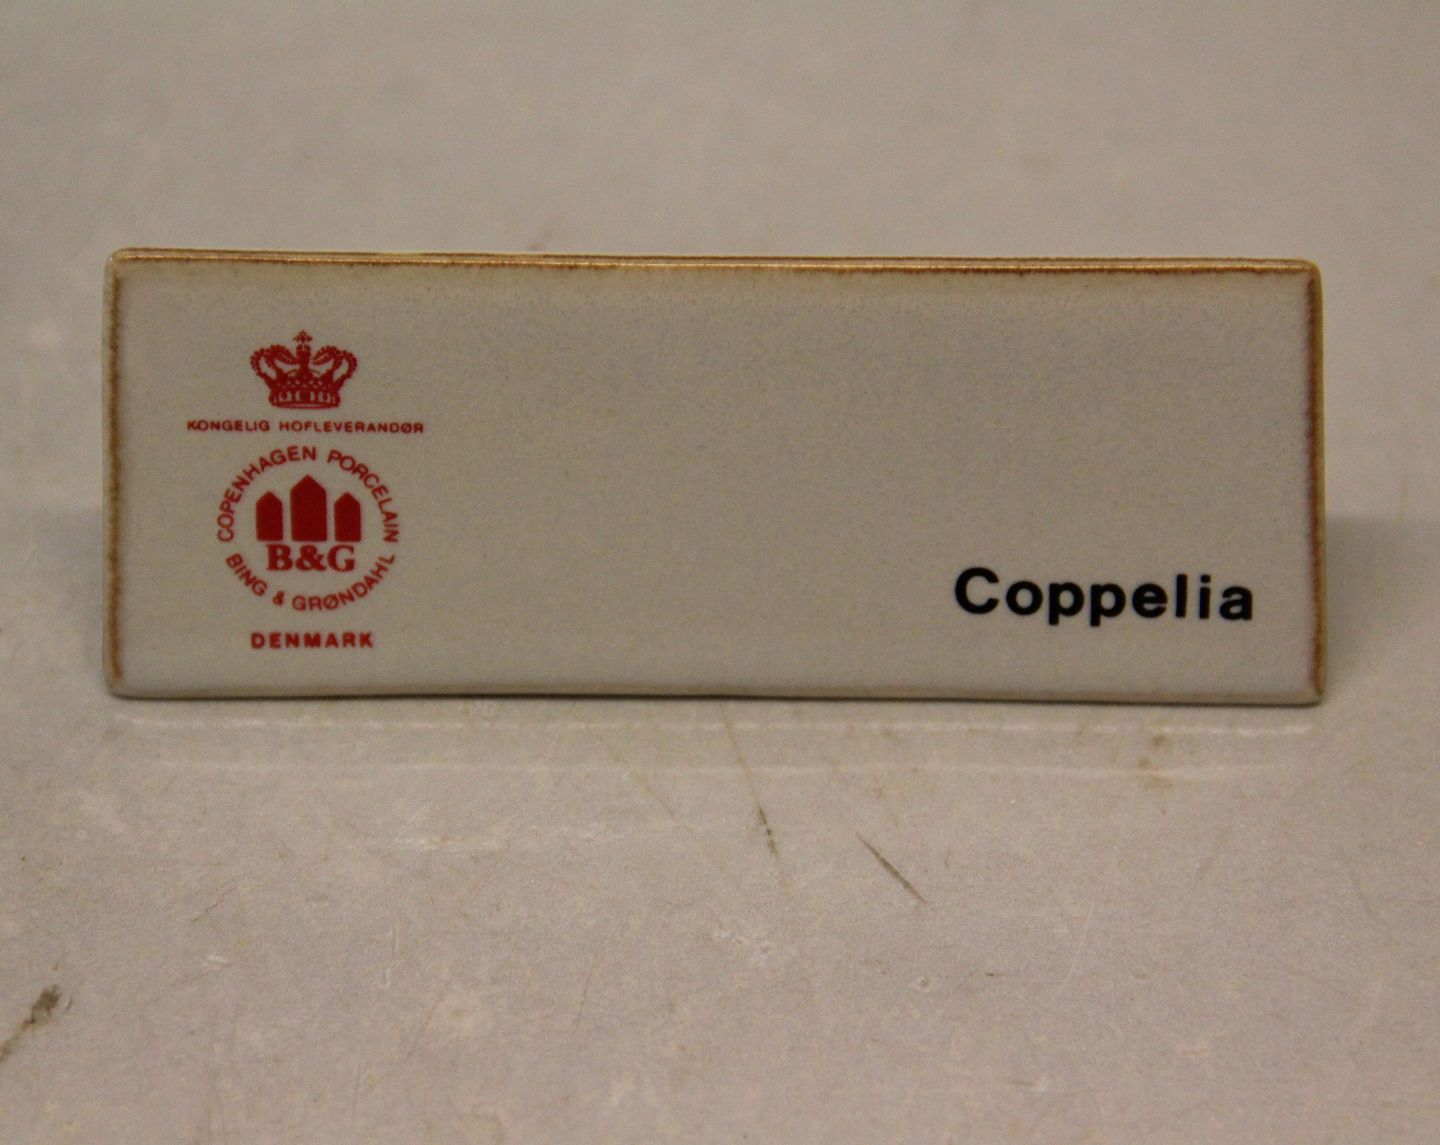 KONGELIG HOFLEVERANDØR
COPENHAGEN PORCELAIN
B&G
BING & GRØNDAHL
DENMARK
Coppelia